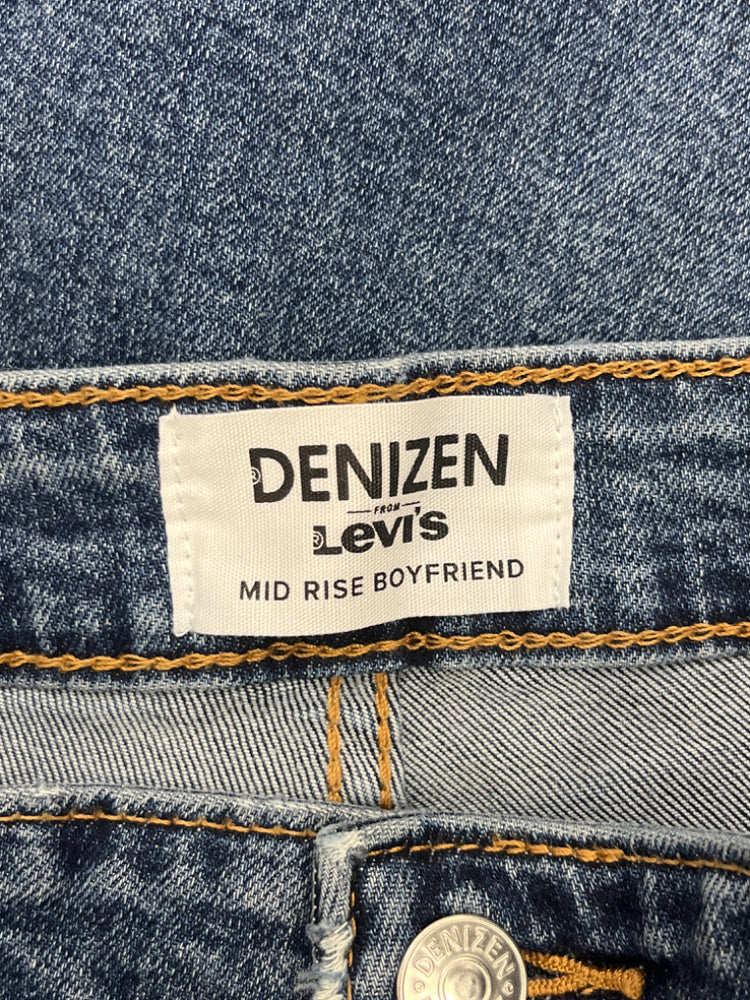 ®DENIZEN
FROM
®Levi's
MID RISE BOYFRIEND
DENIZEN